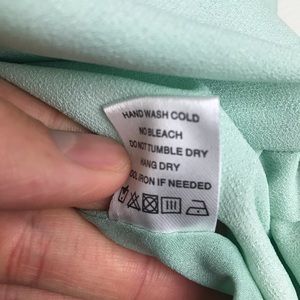 HAND WASH COLD
NO BLEACH
DO NOT TUMBLE DRY
HANG DRY
IRON IF NEEDED